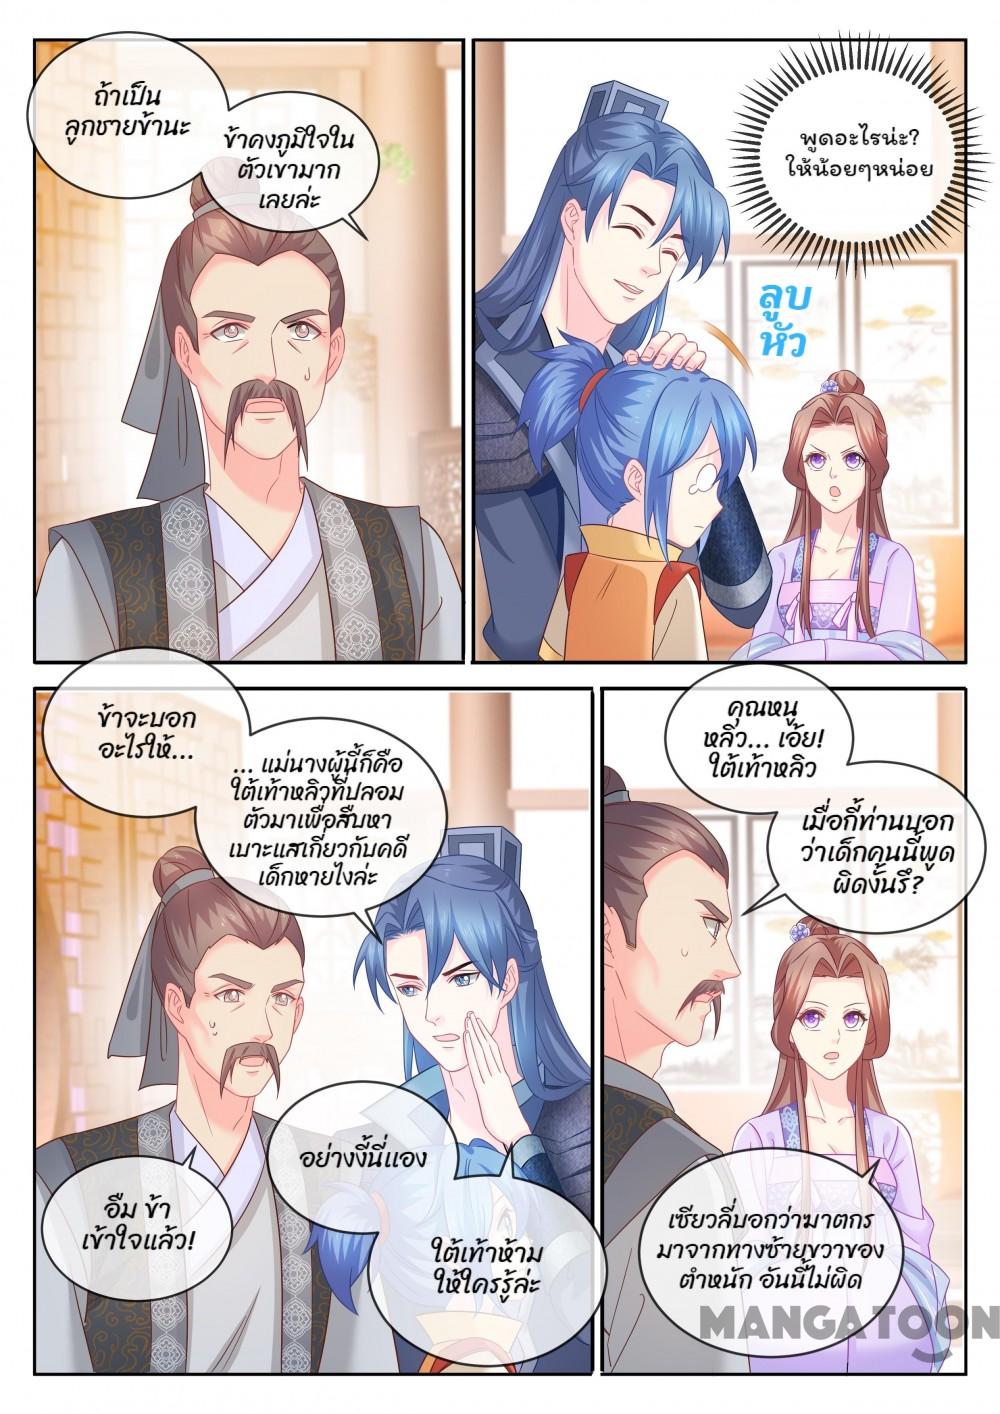 ถ้าเป็น
ลูกชายข้านะ
ข้าคงภูมิใจใน
ตัวเขามาก
เลยล่ะ
พูดอะไรน่ะ?
ให้น้อยๆหน่อย
ลูบ
หัว
ข้าจะบอก
อะไรให้...
... แม่นางผู้นี้ก็คือ
ใต้เท้าหลิวที่ปลอม
ตัวมาเพื่อสืบหา
เบาะแสเกี่ยวกับคดี
เด็กหายไงล่ะ
อย่างงี้นี่เอง
อืม ข้า
เข้าใจแล้ว!
ใต้เท้าห้าม
ให้ใครรู้ล่ะ
คุณหนู
หลิว... เอ้ย!
ใต้เท้าหลิว
เมื่อกี้ท่านบอก
ว่าเด็กคนนี้พูด
ผิดงั้นรึ?
เซียวลี่บอกว่าฆาตกร
มาจากทางซ้ายขวาของ
ตำหนัก อันนี้ไม่ผิด
MANGATOON